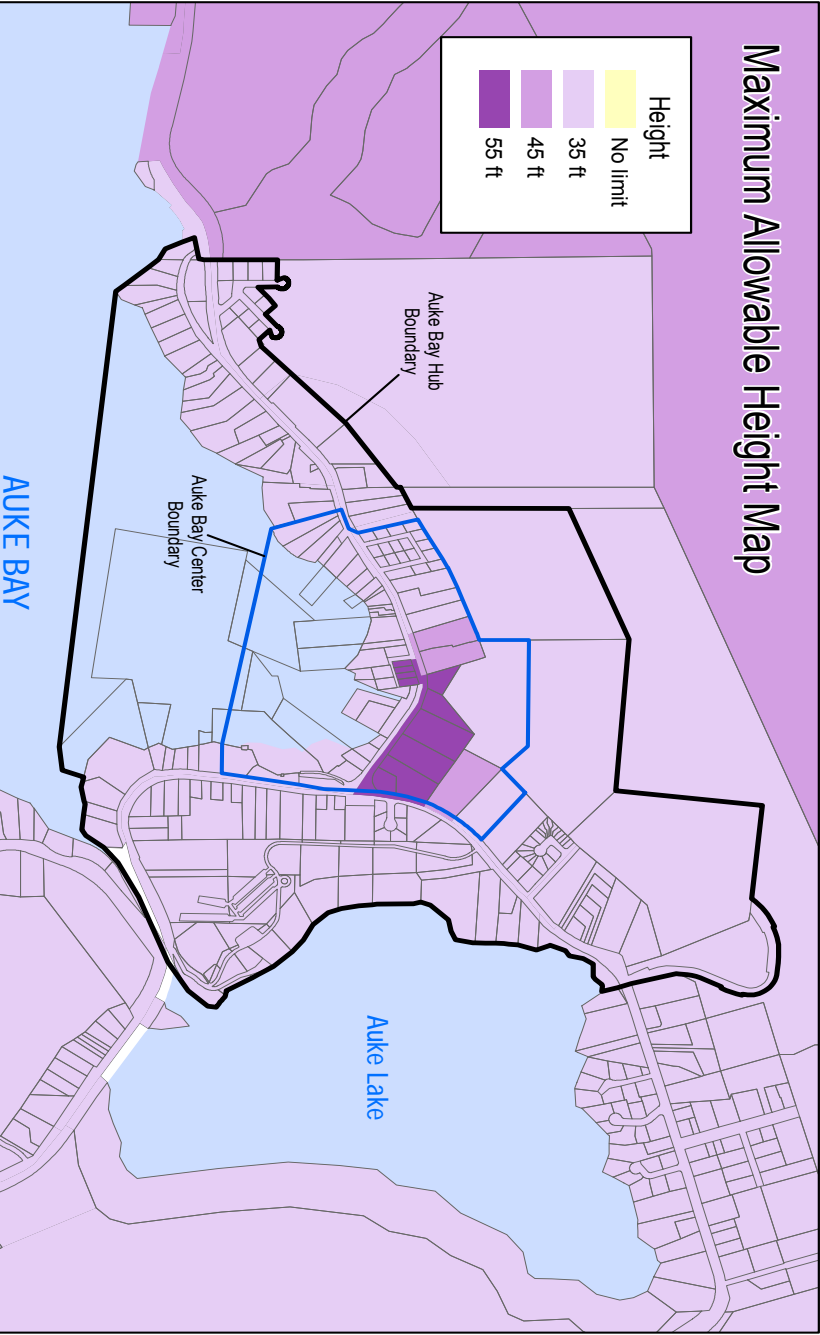 Maximum Allowable Height Map
Height
No limit
35 ft
45 ft
55 ft
Auke Bay Hub
Boundary
Auke Bay Center
Boundary
AUKE BAY
Auke Lake